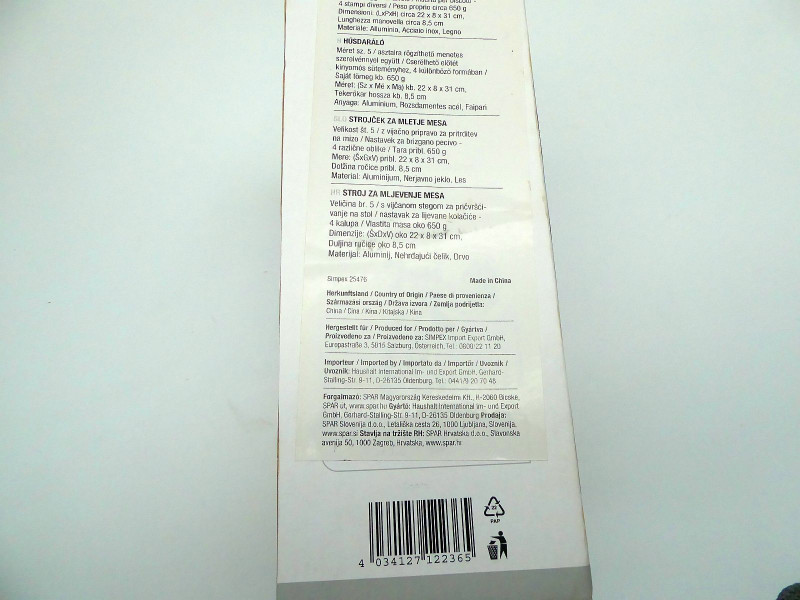 4 stampi diversi / Peso proprio circa 650 g
Dimensioni: (LxPxH) circa 22 x 8 x 31 cm,
Lunghezza manovella circa 8,5 cm
Materiale: Alluminia, Acciaio inox, Legno
H HÚSDARÁLÓ
Méret sz. 5 / asztalra rögzíthető menetes
szerelvénnyel együtt / Cserélhető előtét
kinyomós süteményhez, 4 különböző formában /
Saját tömeg kb. 650 g
Méret: (Sz x Mé x Ma) kb. 22 x 8 x 31 cm,
Tekerőkar hossza kb. 8,5 cm
Anyaga: Alumínium, Rozsdamentes acél, Faipari
SLO STROJČEK ZA MLETJE MESA
Velikost št. 5 / z vijačno pripravo za pritrditev
na mizo / Nastavek za brizgano pecivo -
4 različne oblike / Tara pribl. 650 g
Mere: (ŠxGxV) pribl. 22 x 8 x 31 cm,
Dolžina ročice pribl. 8,5 cm
Material: Aluminijum, Nerjavno jeklo, Les
HR STROJ ZA MLJEVENJE MESA
Veličina br. 5 / s vijčanom stegom za pričvršći-
vanje na stol / nastavak za lijevane kolačiće -
4 kalupa / Vlastita masa oko 650 g
Dimenzije: (ŠxDxV) oko 22 x 8 x 31 cm,
Duljina ručice oko 8,5 cm
Materijal: Aluminij, Nehrđajući čelik, Drvo
Simpex 25476 Made in China
Herkunftsland / Country of Origin / Paese di provenienza /
Származási ország / Država izvora / Zemlja podrijetla:
China / Cina / Kína / Kitajska / Kina
Hergestellt für / Produced for / Prodotto per / Gyártva /
Proizvedeno za / Proizvedeno za: SIMPEX Import Export GmbH,
Europastraße 3, 5015 Salzburg, Österreich, Tel.: 0800/22 11 20
Importeur / Imported by / Importato da / Importőr / Uvoznik /
Uvoznik: Haushalt International Im- und Export GmbH, Gerhard-
Stalling-Str. 9-11, D-26135 Oldenburg. Tel.: 0441/9 20 70 48
Forgalmazó: SPAR Magyarország Kereskedelmi Kft., H-2060 Bicske,
SPAR út, www.spar.hu Gyártó: Haushalt International Im- und Export
GmbH, Gerhard-Stalling-Str. 9-11, D-26135 Oldenburg Prodaja:
SPAR Slovenija d.o.o., Letališka cesta 26, 1000 Ljubljana, Slovenija,
www.spar.si Stavlja na tržište RH: SPAR Hrvatska d.o.o., Slavonska
avenija 50, 1000 Zagreb, Hrvatska, www.spar.hr
22
PAP
4 034127 122365